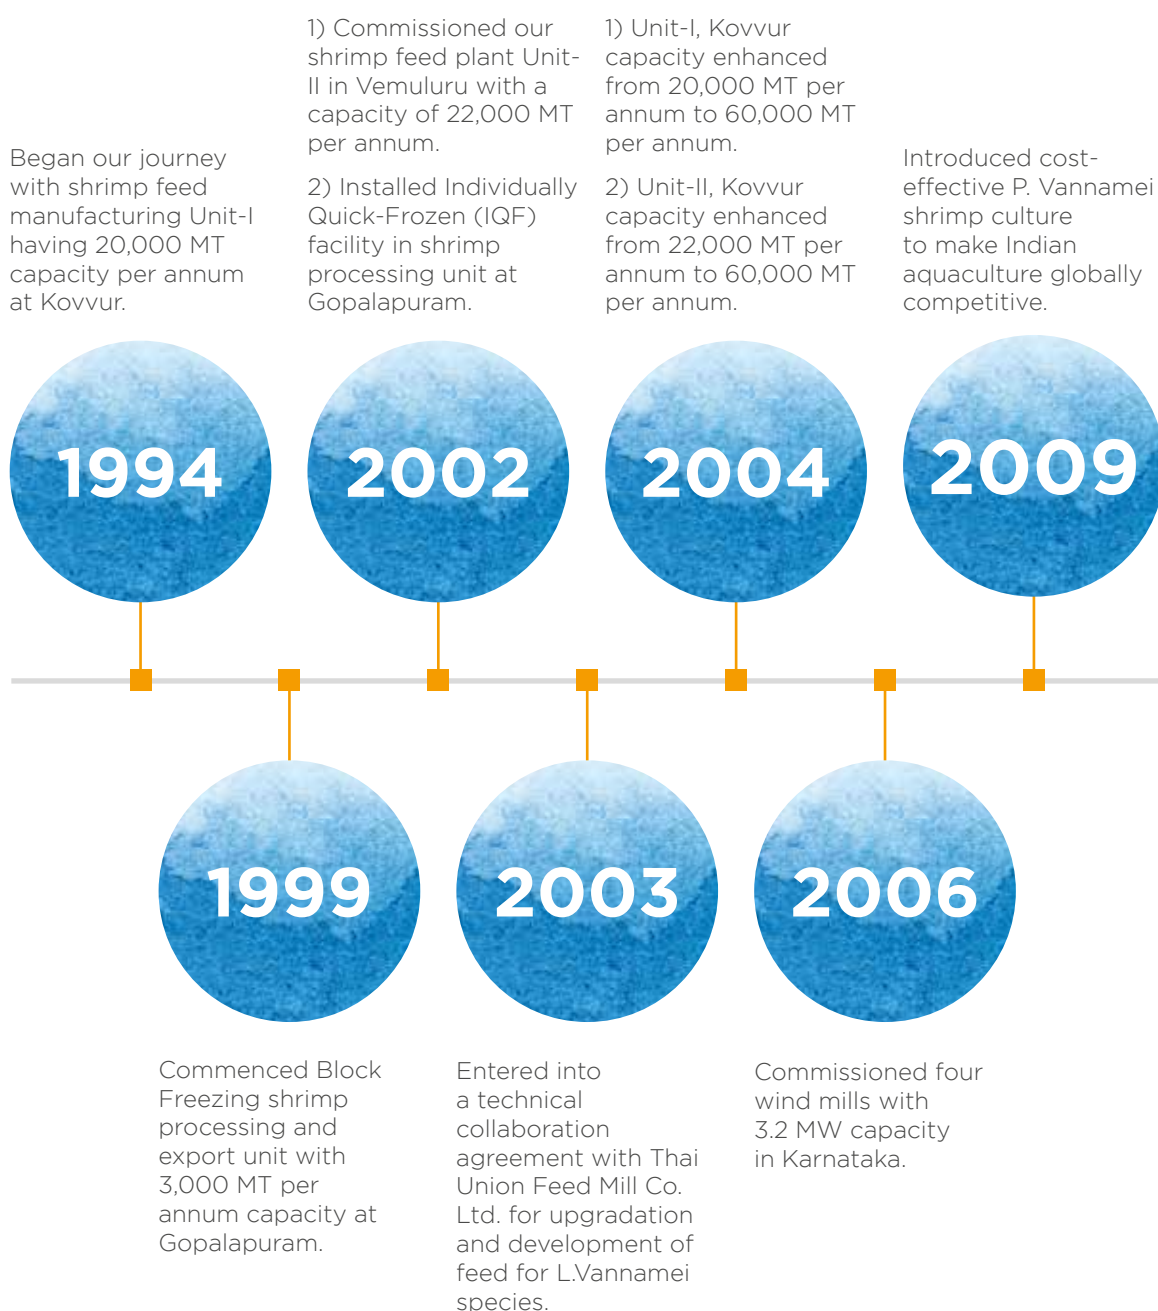 Began our journey
with shrimp feed
manufacturing Unit-I
having 20,000 MT
capacity per annum
at Kovvur.
1994
1) Commissioned our
shrimp feed plant Unit-
II in Vemuluru with a
capacity of 22,000 MT
per annum.
2) Installed Individually
Quick-Frozen (IQF)
facility in shrimp
processing unit at
Gopalapuram.
2002
1) Unit-I, Kovvur
capacity enhanced
from 20,000 MT per
annum to 60,000 MT
per annum.
2) Unit-II, Kovvur
capacity enhanced
from 22,000 MT per
annum to 60,000 MT
per annum.
2004
Introduced cost-
effective P. Vannamei
shrimp culture
to make Indian
aquaculture globally
competitive.
2009
1999
Commenced Block
Freezing shrimp
processing and
export unit with
3,000 MT per
annum capacity at
Gopalapuram.
2003
Entered into
a technical
collaboration
agreement with Thai
Union Feed Mill Co.
Ltd. for upgradation
and development of
feed for L.Vannamei
species.
2006
Commissioned four
wind mills with
3.2 MW capacity
in Karnataka.